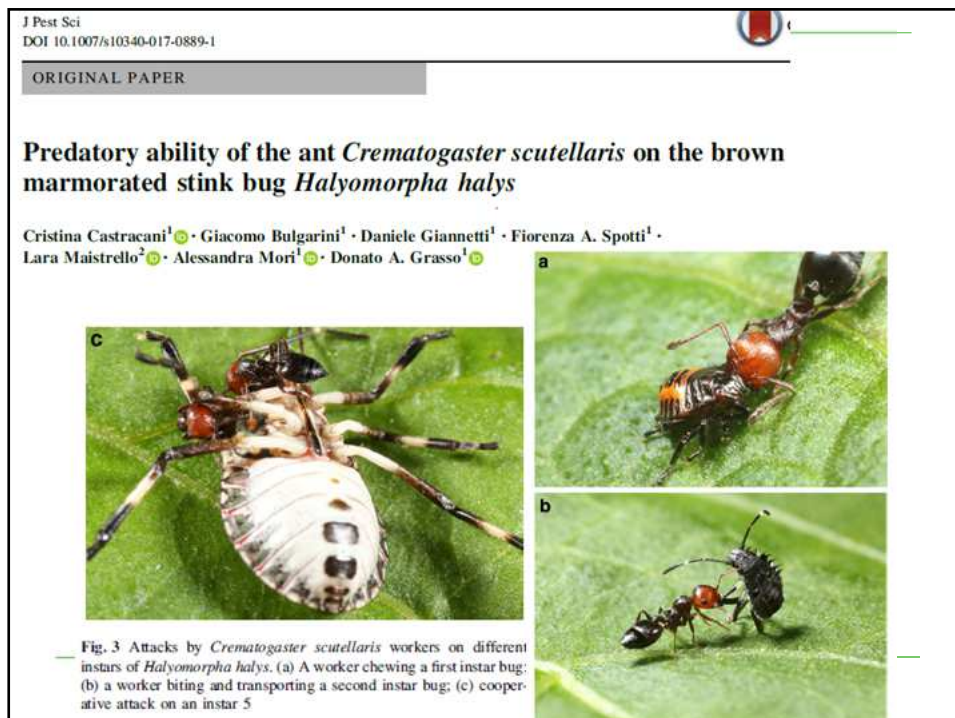 J Pest Sci
DOI 10.1007/s10340-017-0889-1
ORIGINAL PAPER
Predatory ability of the ant Crematogaster scutellaris on the brown
marmorated stink bug Halyomorpha halys
Cristina Castracani¹ · Giacomo Bulgarini¹ · Daniele Giannetti¹ · Fiorenza A. Spotti¹ ·
Lara Maistrello² · Alessandra Mori¹ · Donato A. Grasso¹
a
c
b
Fig. 3 Attacks by Crematogaster scutellaris workers on different
instars of Halyomorpha halys. (a) A worker chewing a first instar bug:
(b) a worker biting and transporting a second instar bug; (c) cooper-
ative attack on an instar 5